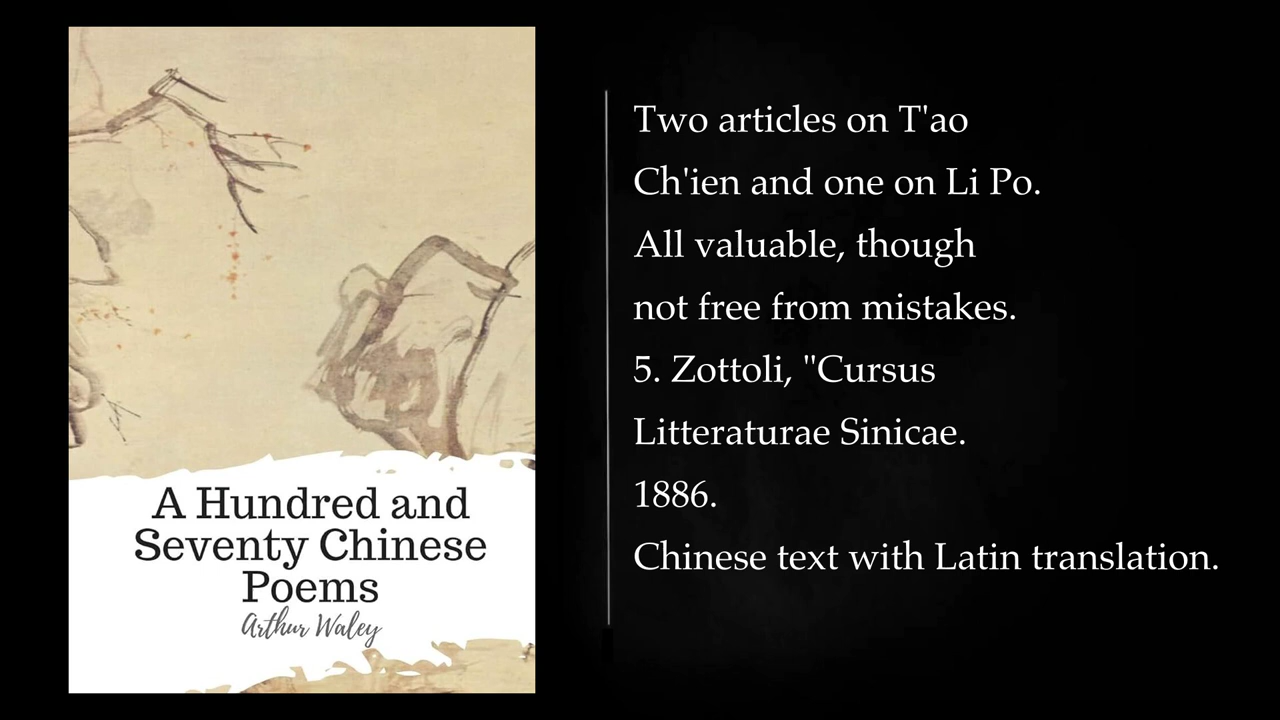 A Hundred and
Seventy Chinese
Poems
Arthur Waley
Two articles on T'ao
Ch'ien and one on Li Po.
All valuable, though
not free from mistakes.
5. Zottoli, "Cursus
Litteraturae Sinicae.
1886.
Chinese text with Latin translation.